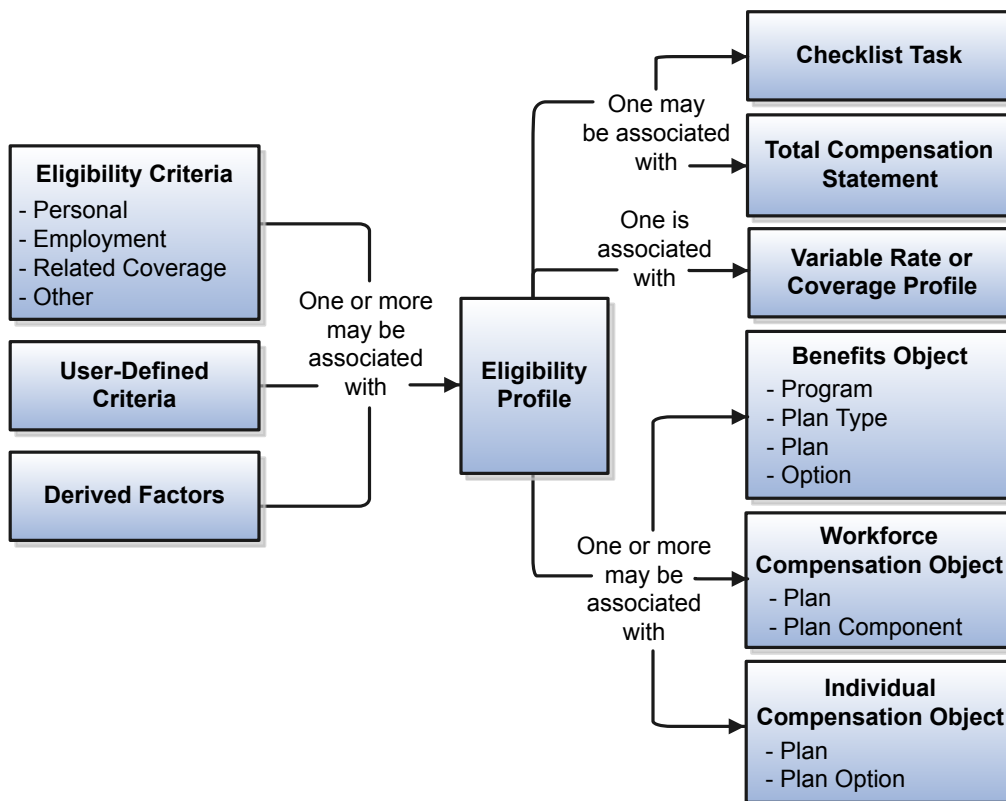 Eligibility Criteria
- Personal
- Employment
- Related Coverage
- Other
User-Defined
Criteria
Derived Factors
One or more
may be
associated
with
Eligibility
Profile
One may
be associated
with
Checklist Task
Total Compensation
Statement
One is
associated
with
Variable Rate or
Coverage Profile
One or more
may be
associated
with
Benefits Object
- Program
- Plan Type
- Plan
- Option
Workforce
Compensation Object
- Plan
- Plan Component
Individual
Compensation Object
- Plan
- Plan Option